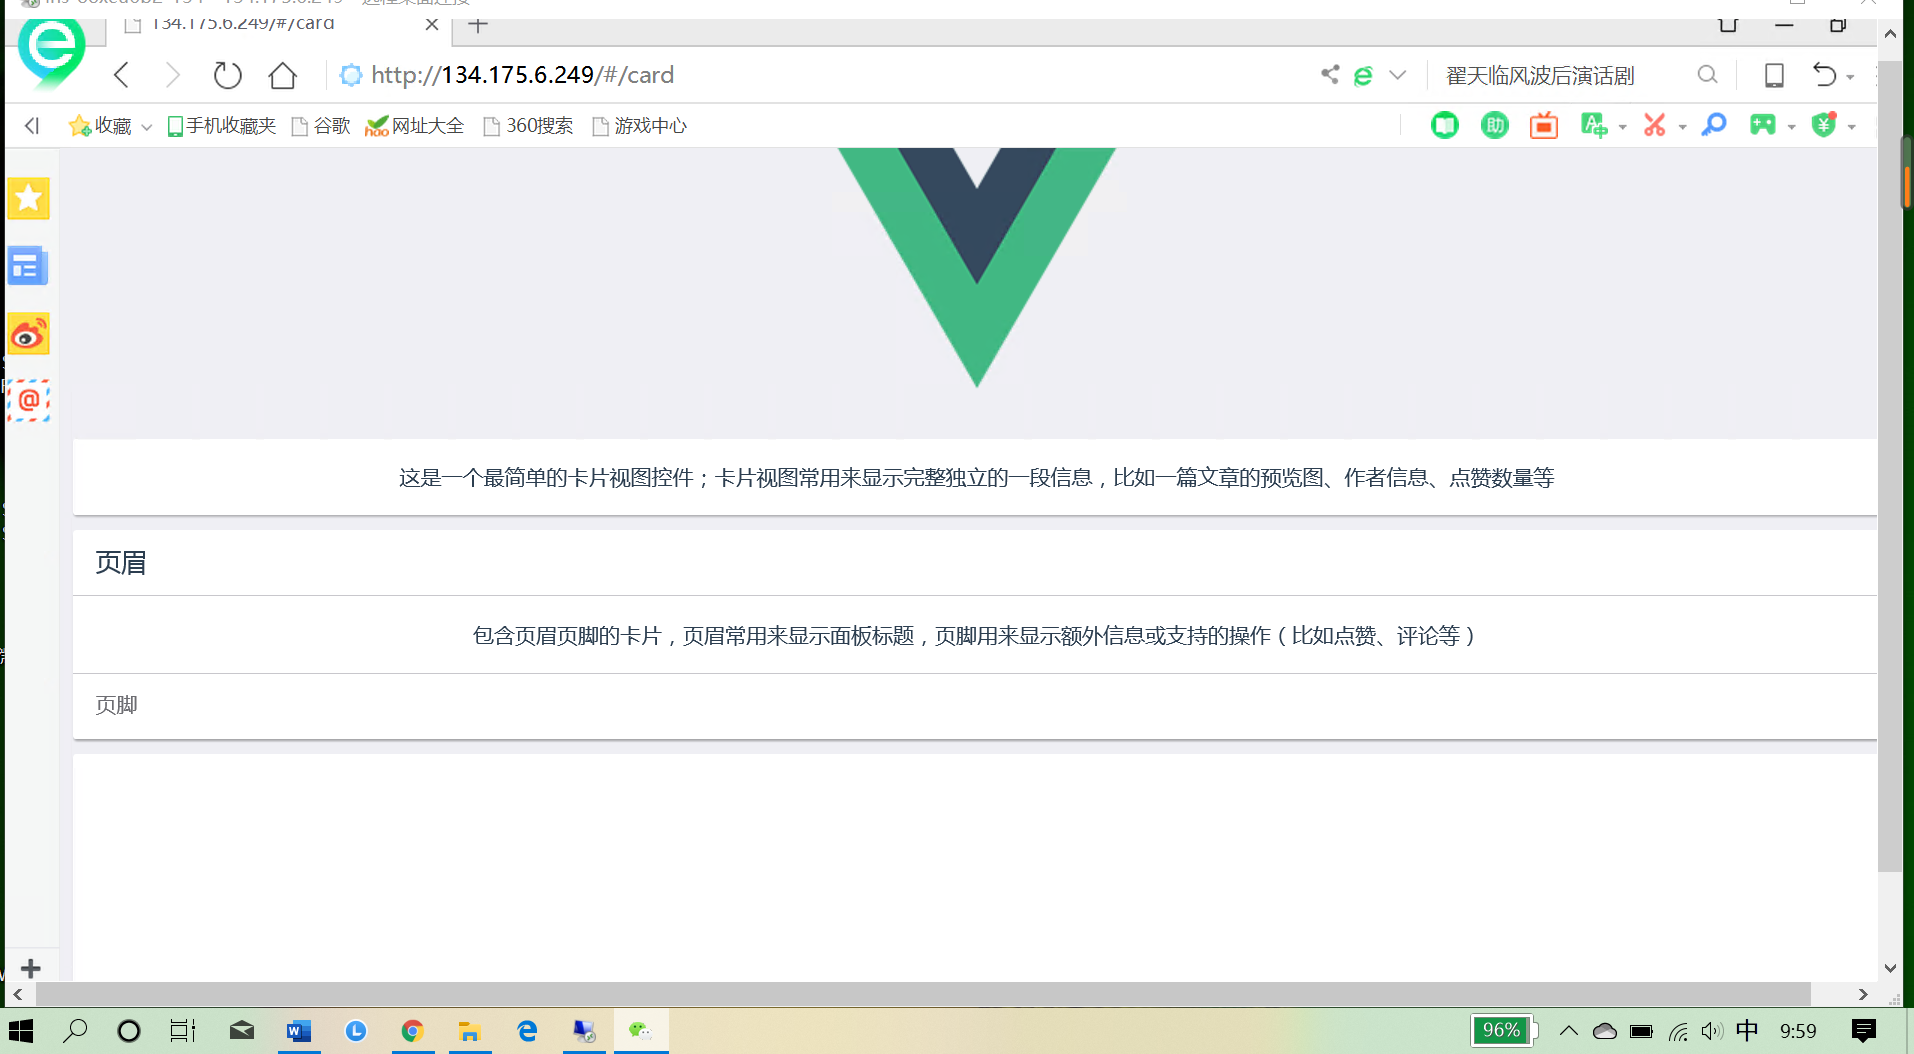 134.175.6.249/#/card
http://134.175.6.249/#/card
翟天临风波后演话剧
收藏 手机收藏夹 谷歌 网址大全 360搜索 游戏中心
这是一个最简单的卡片视图控件；卡片视图常用来显示完整独立的一段信息，比如一篇文章的预览图、作者信息、点赞数量等
页眉
包含页眉页脚的卡片，页眉常用来显示面板标题，页脚用来显示额外信息或支持的操作（比如点赞、评论等）
页脚
96% 中 9:59